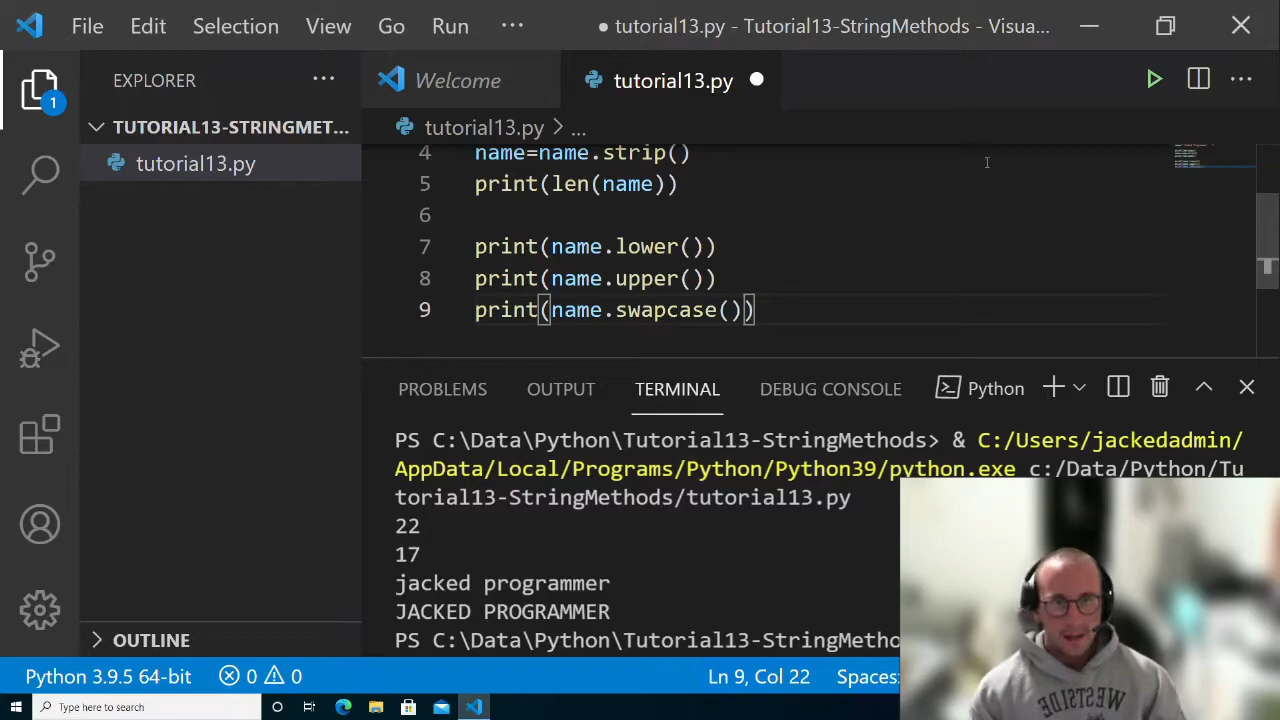 File Edit Selection View Go Run ··· ● tutorial13.py - Tutorial13-StringMethods - Visua...
EXPLORER ··· Welcome tutorial13.py ●
1
TUTORIAL13-STRINGMET... tutorial13.py > ...
tutorial13.py
4 name=name.strip()
5 print(len(name))
6
7 print(name.lower())
8 print(name.upper())
9 print(name.swapcase())
PROBLEMS OUTPUT TERMINAL DEBUG CONSOLE Python
PS C:\Data\Python\Tutorial13-StringMethods> & C:/Users/jackedadmin/
AppData/Local/Programs/Python/Python39/python.exe c:/Data/Python/Tu
torial13-StringMethods/tutorial13.py
22
17
jacked programmer
JACKED PROGRAMMER
PS C:\Data\Python\Tutorial13-StringMetho
OUTLINE
WESTSIDE
Python 3.9.5 64-bit 0 0 Ln 9, Col 22 Spaces:
Type here to search